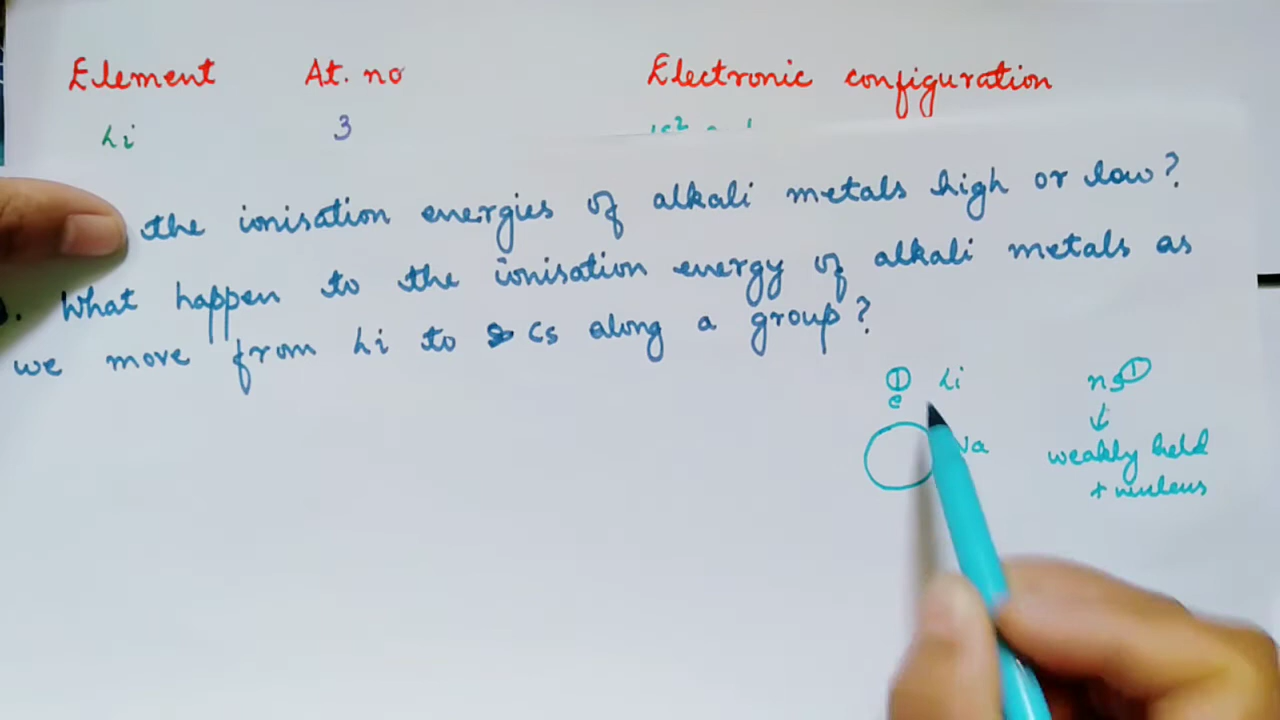 Element At. no Electronic configuration
Li 3
the ionisation energies of alkali metals high or low?
What happen to the ionisation energy of alkali metals as
we move from Li to Cs along a group?
1 Li ns1
e
weakly held
+ nucleus